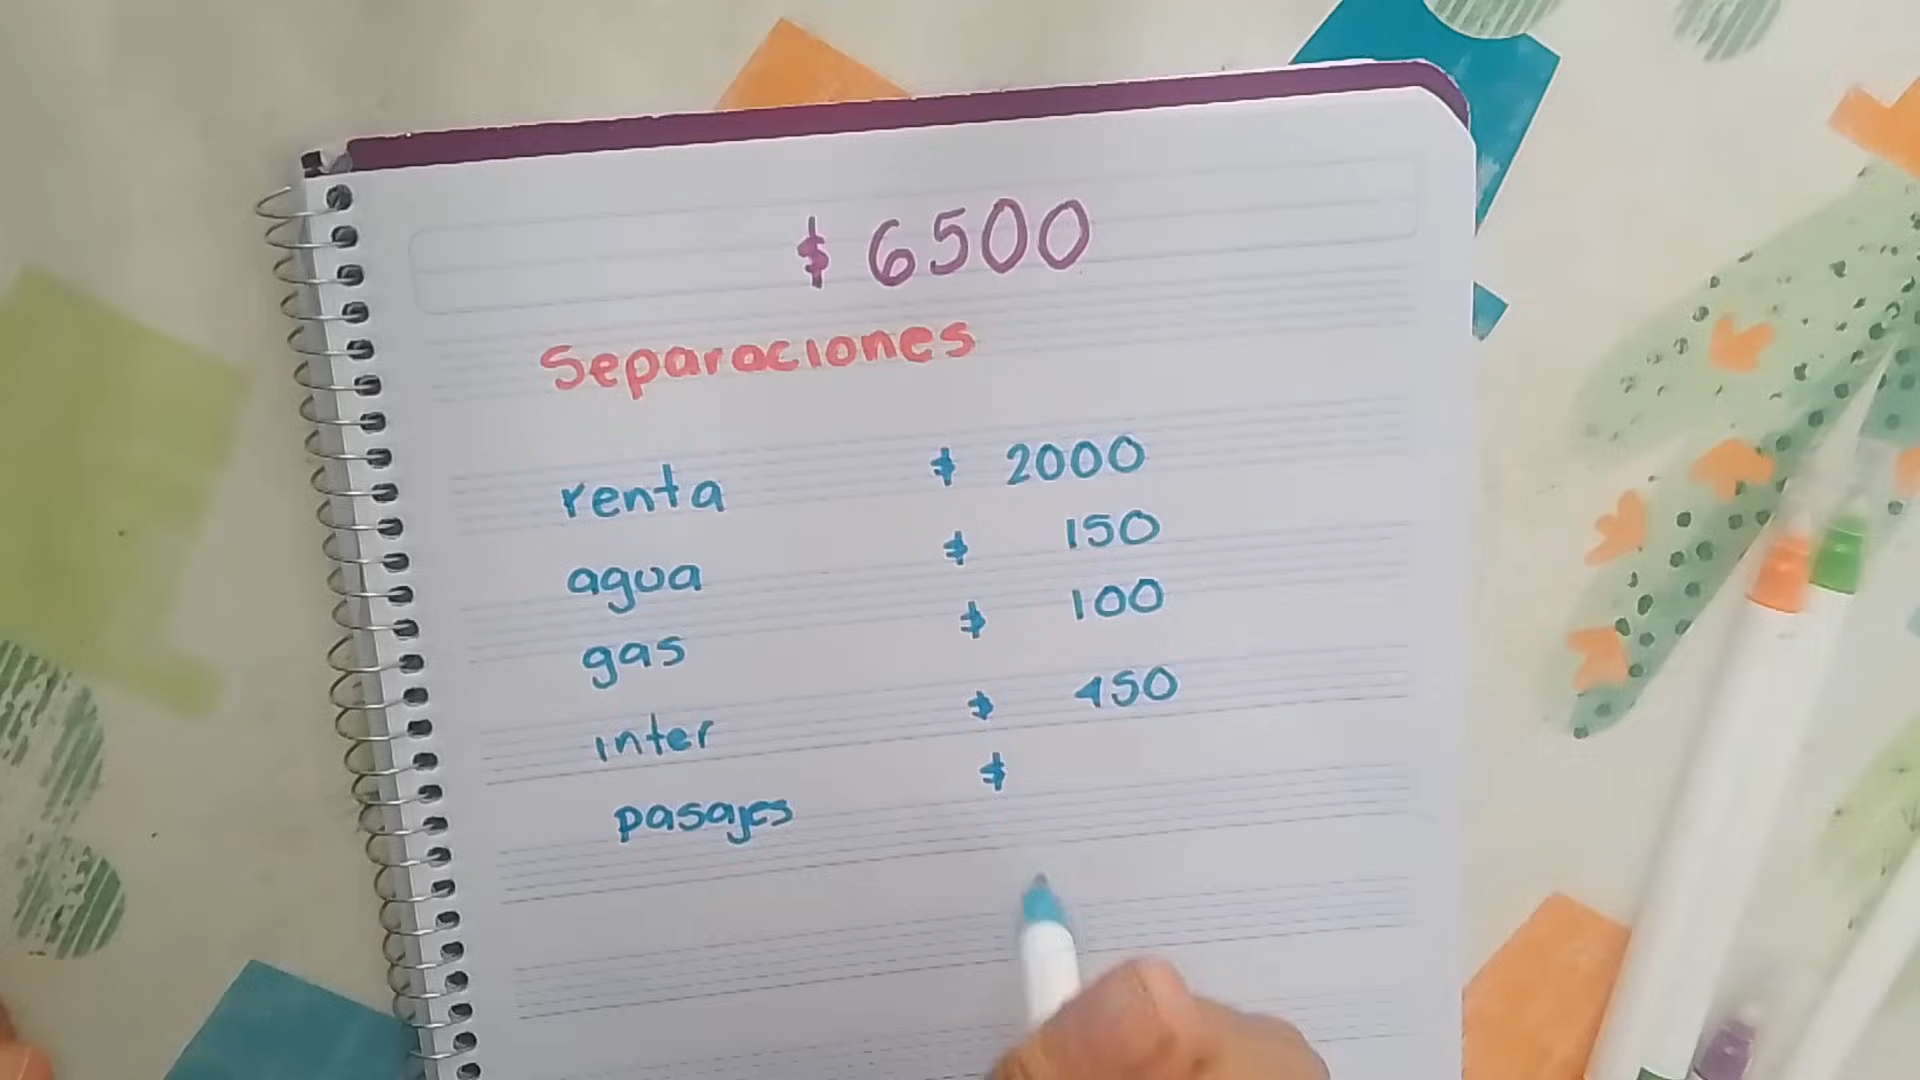 $ 6500
Separaciones
renta $ 2000
agua $ 150
gas $ 100
inter $ 450
pasajes $